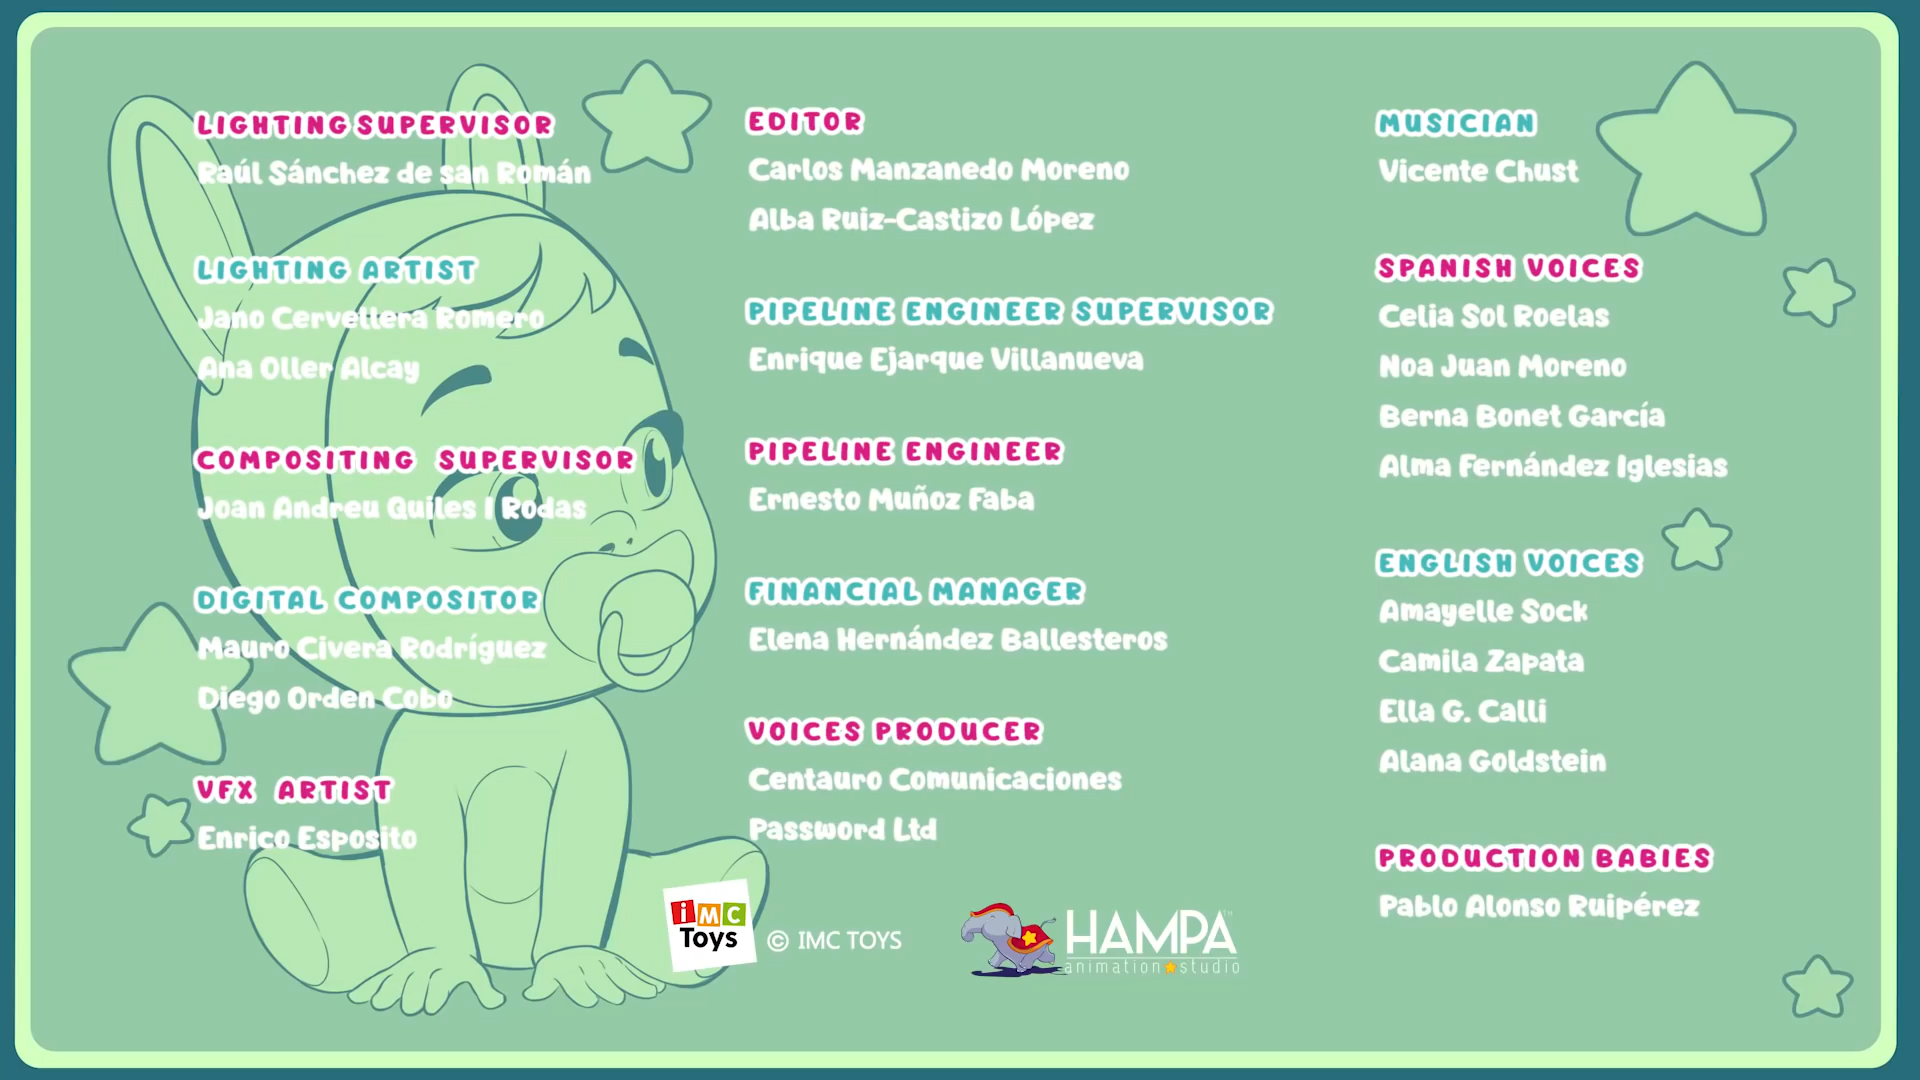 LIGHTING SUPERVISOR
Raúl Sánchez de san Román
LIGHTING ARTIST
Jano Cervellera Romero
Ana Oller Alcay
COMPOSITING SUPERVISOR
Joan Andreu Quiles I Rodas
DIGITAL COMPOSITOR
Mauro Civera Rodríguez
Diego Orden Cobo
VFX ARTIST
Enrico Esposito
EDITOR
Carlos Manzanedo Moreno
Alba Ruiz-Castizo López
PIPELINE ENGINEER SUPERVISOR
Enrique Ejarque Villanueva
PIPELINE ENGINEER
Ernesto Muñoz Faba
FINANCIAL MANAGER
Elena Hernández Ballesteros
VOICES PRODUCER
Centauro Comunicaciones
Password Ltd
MUSICIAN
Vicente Chust
SPANISH VOICES
Celia Sol Roelas
Noa Juan Moreno
Berna Bonet García
Alma Fernández Iglesias
ENGLISH VOICES
Amayelle Sock
Camila Zapata
Ella G. Calli
Alana Goldstein
PRODUCTION BABIES
Pablo Alonso Ruipérez
iMC
Toys
© IMC TOYS
HAMPA™
animation studio